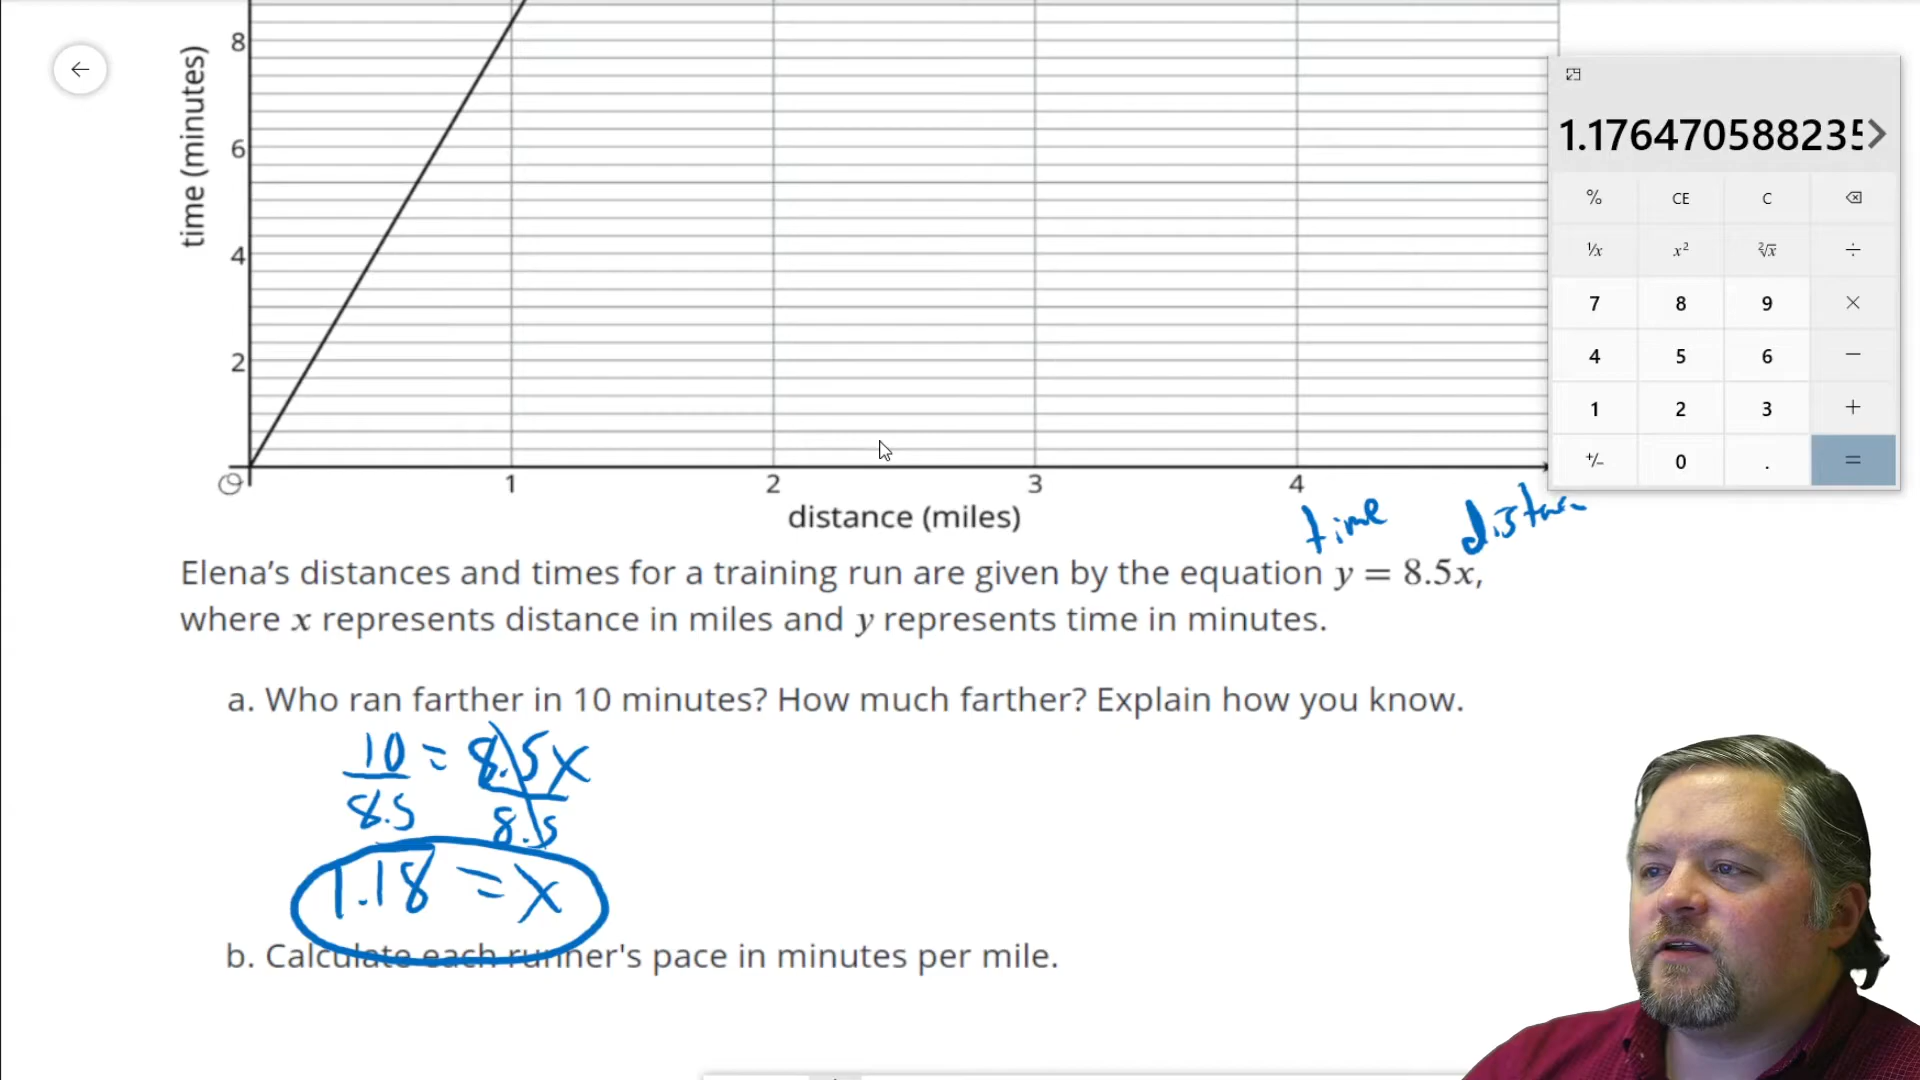 8
6
4
2
time (minutes)
1 2 3 4
distance (miles)
time
Elena’s distances and times for a training run are given by the equation y = 8.5x,
where x represents distance in miles and y represents time in minutes.
a. Who ran farther in 10 minutes? How much farther? Explain how you know.
10 = 8.5x
8.5 8.5
1.18 = x
b. Calculate each runner's pace in minutes per mile.
1.176470588235
% CE C
¹/x x² ²√x ÷
7 8 9 ×
4 5 6 −
1 2 3 +
+/− 0 . =